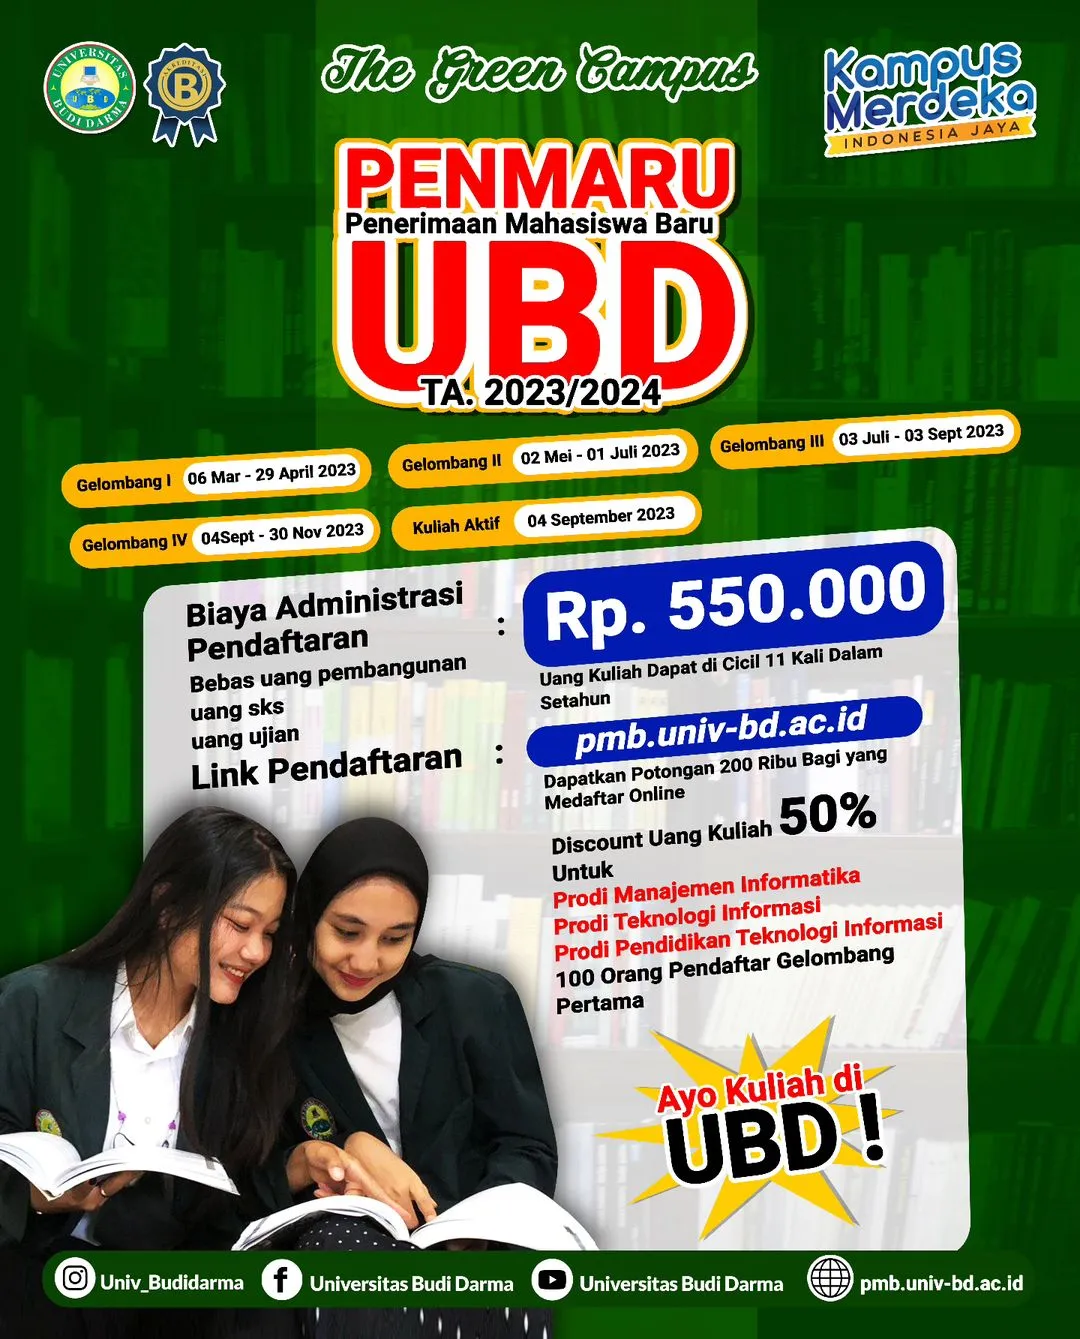 UNIVERSITAS
UBD
BUDI DARMA
AKREDITASI
B
The Green Campus
Kampus
Merdeka
INDONESIA JAYA
PENMARU
Penerimaan Mahasiswa Baru
UBD
TA. 2023/2024
Gelombang I 06 Mar - 29 April 2023
Gelombang II 02 Mei - 01 Juli 2023
Gelombang III 03 Juli - 03 Sept 2023
Gelombang IV 04Sept - 30 Nov 2023
Kuliah Aktif 04 September 2023
Biaya Administrasi
Pendaftaran :
Rp. 550.000
Bebas uang pembangunan
uang sks
uang ujian
Uang Kuliah Dapat di Cicil 11 Kali Dalam
Setahun
Link Pendaftaran :
pmb.univ-bd.ac.id
Dapatkan Potongan 200 Ribu Bagi yang
Medaftar Online
Discount Uang Kuliah 50%
Untuk
Prodi Manajemen Informatika
Prodi Teknologi Informasi
Prodi Pendidikan Teknologi Informasi
100 Orang Pendaftar Gelombang
Pertama
Ayo Kuliah di
UBD !
Univ_Budidarma
Universitas Budi Darma
Universitas Budi Darma
pmb.univ-bd.ac.id